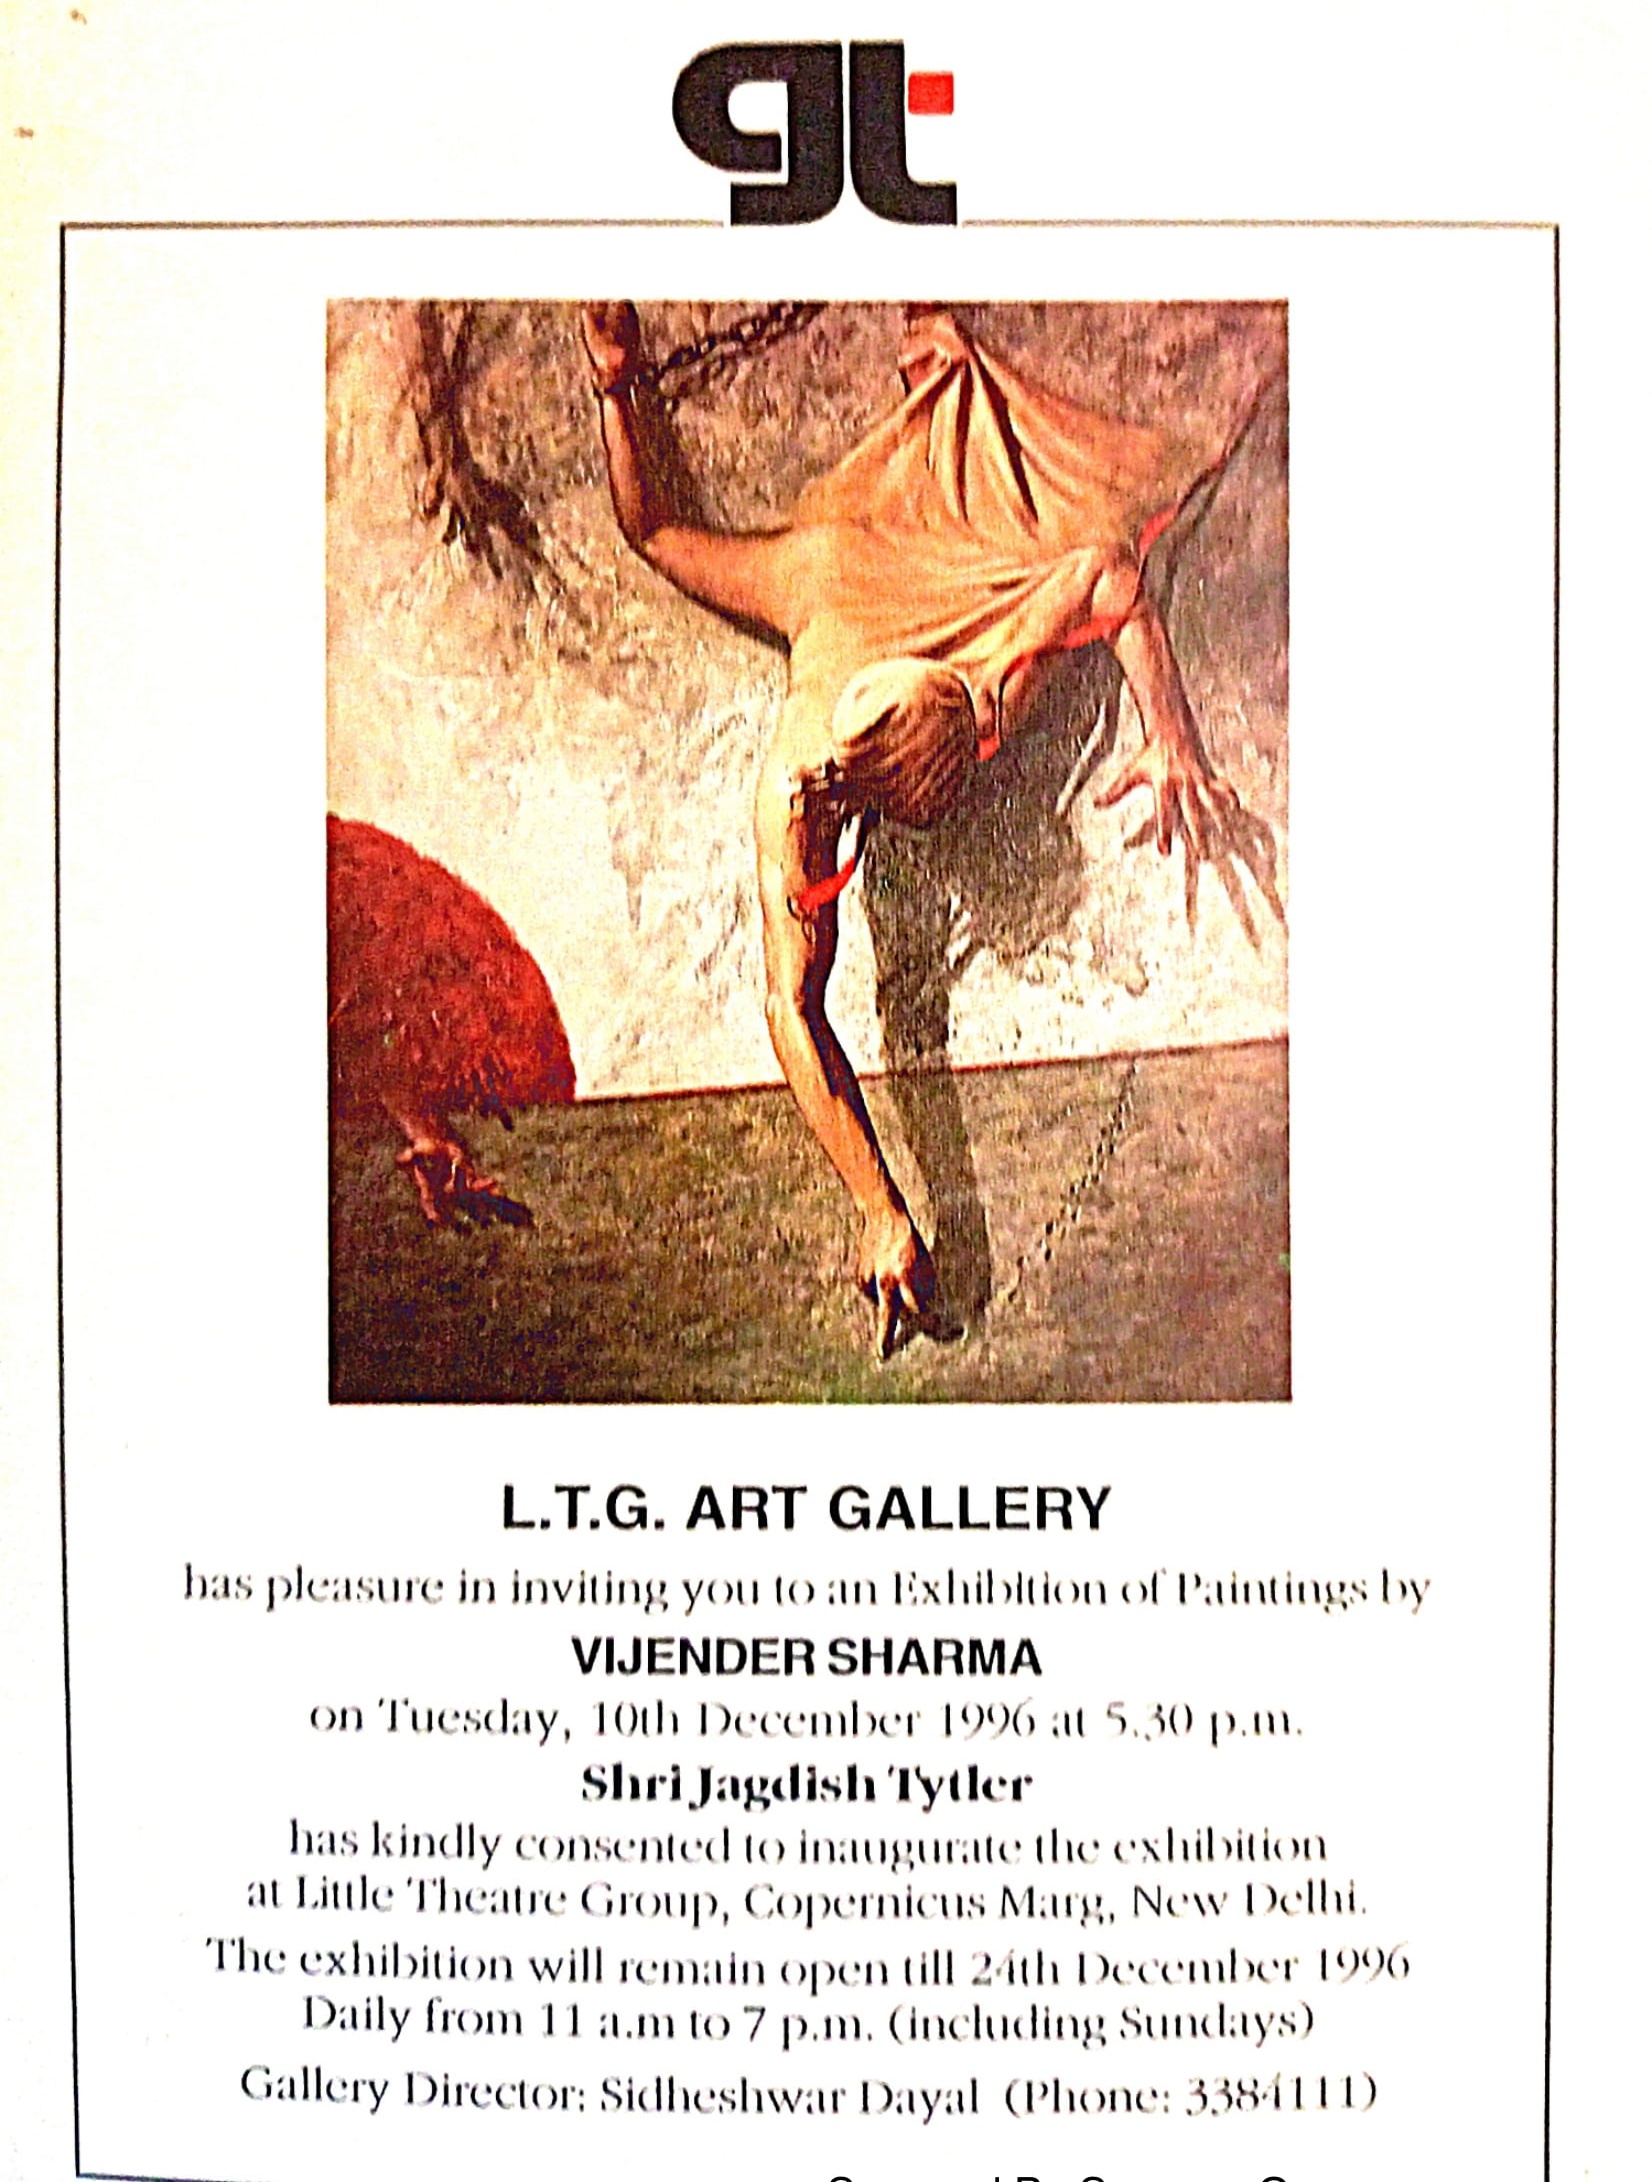 gt
L.T.G. ART GALLERY
has pleasure in inviting you to an Exhibition of Paintings by
VIJENDER SHARMA
on Tuesday, 10th December 1996 at 5.30 p.m.
Shri Jagdish Tytler
has kindly consented to inaugurate the exhibition
at Little Theatre Group, Copernicus Marg, New Delhi.
The exhibition will remain open till 24th December 1996
Daily from 11 a.m to 7 p.m. (including Sundays)
Gallery Director: Sidheshwar Dayal (Phone: 3384111)